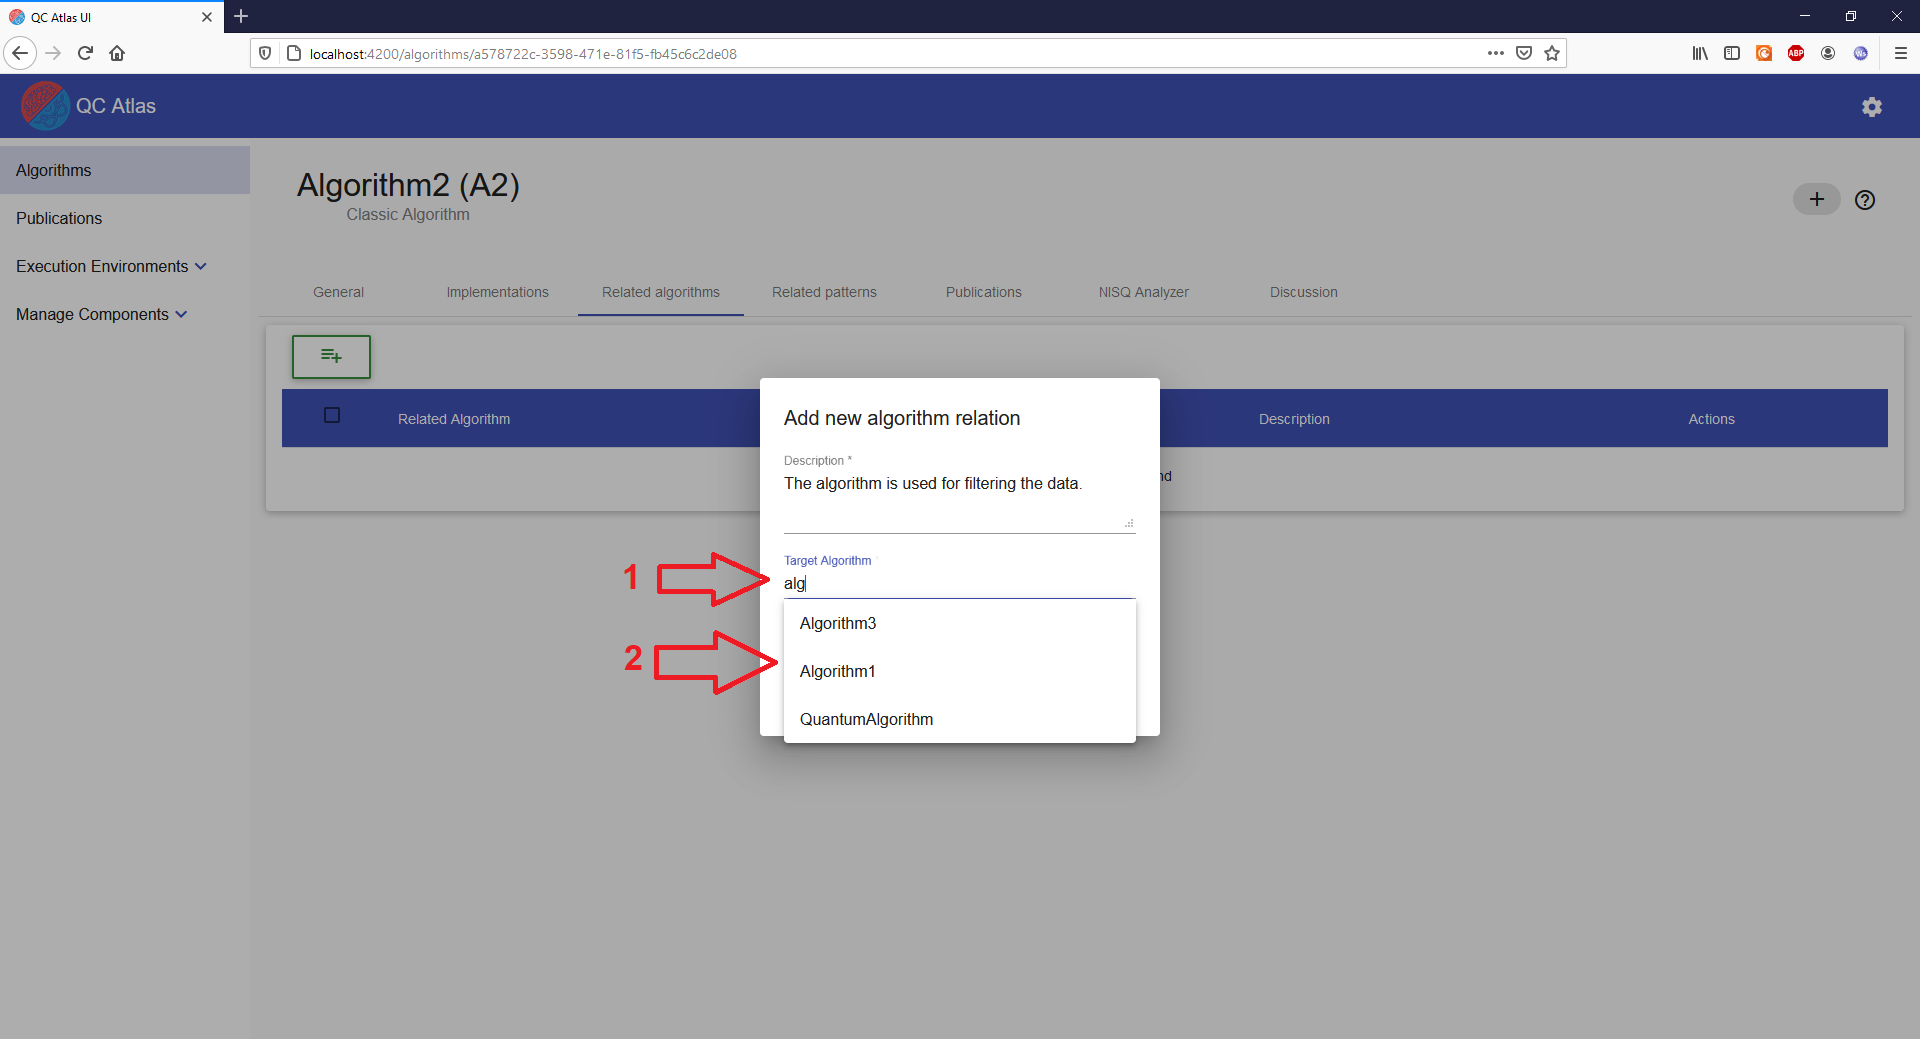 QC Atlas UI
localhost:4200/algorithms/a578722c-3598-471e-81f5-fb45c6c2de08
ABP
QC Atlas
Algorithms
Publications
Execution Environments
Manage Components
Algorithm2 (A2)
Classic Algorithm
General Implementations Related algorithms Related patterns Publications NISQ Analyzer Discussion
Related Algorithm Description Actions
nd
Add new algorithm relation
Description *
The algorithm is used for filtering the data.
Target Algorithm
1
alg
Algorithm3
2
Algorithm1
QuantumAlgorithm